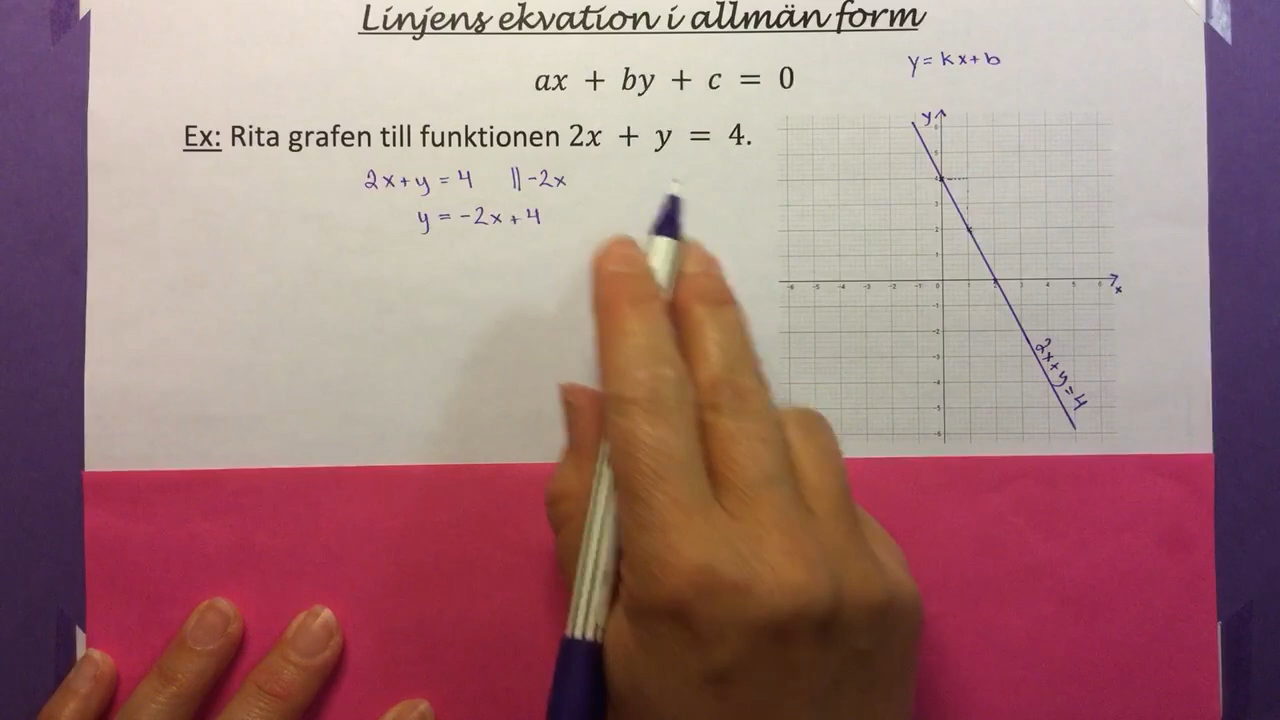 Linjens ekvation i allmän form
ax + by + c = 0
y = kx + b
Ex: Rita grafen till funktionen 2x + y = 4.
2x + y = 4 || -2x
y = -2x + 4
y
x
2x + y = 4